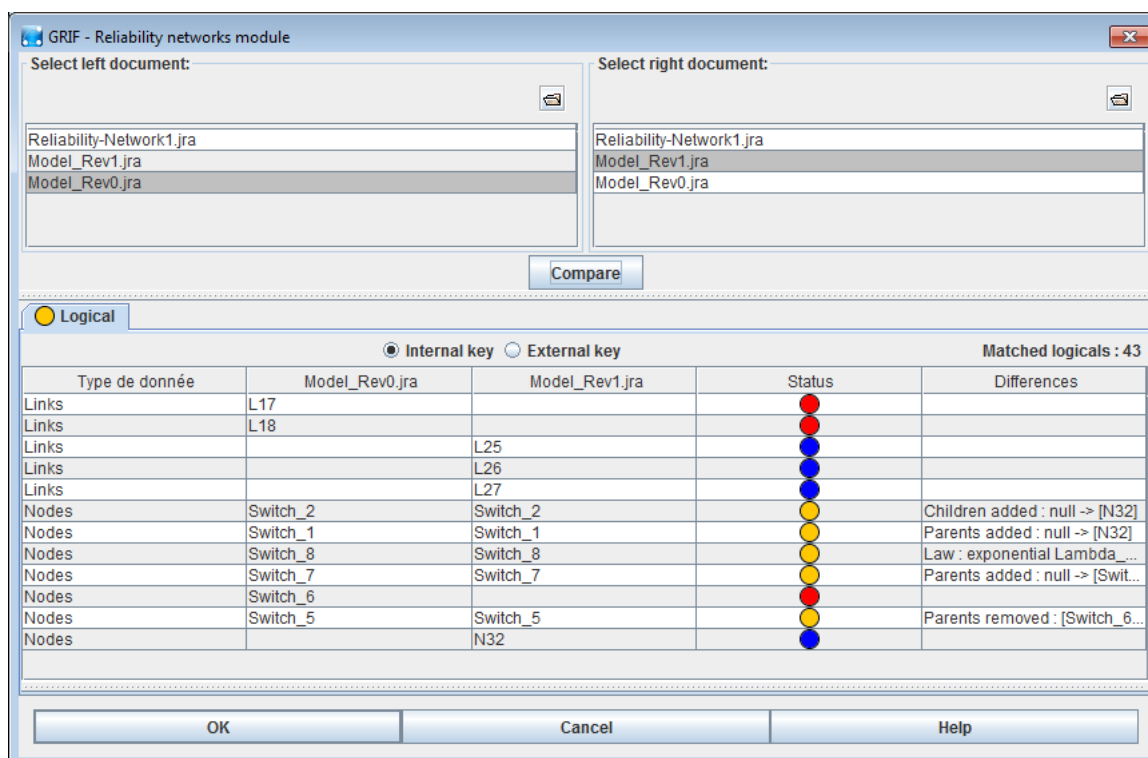 GRIF - Reliability networks module
Select left document:
Select right document:
Reliability-Network1.jra
Model_Rev1.jra
Model_Rev0.jra
Reliability-Network1.jra
Model_Rev1.jra
Model_Rev0.jra
Compare
Logical
Internal key External key Matched logicals : 43
Type de donnée Model_Rev0.jra Model_Rev1.jra Status Differences
Links L17
Links L18
Links L25
Links L26
Links L27
Nodes Switch_2 Switch_2 Children added : null -> [N32]
Nodes Switch_1 Switch_1 Parents added : null -> [N32]
Nodes Switch_8 Switch_8 Law : exponential Lambda_...
Nodes Switch_7 Switch_7 Parents added : null -> [Swit...
Nodes Switch_6
Nodes Switch_5 Switch_5 Parents removed : [Switch_6...
Nodes N32
OK Cancel Help